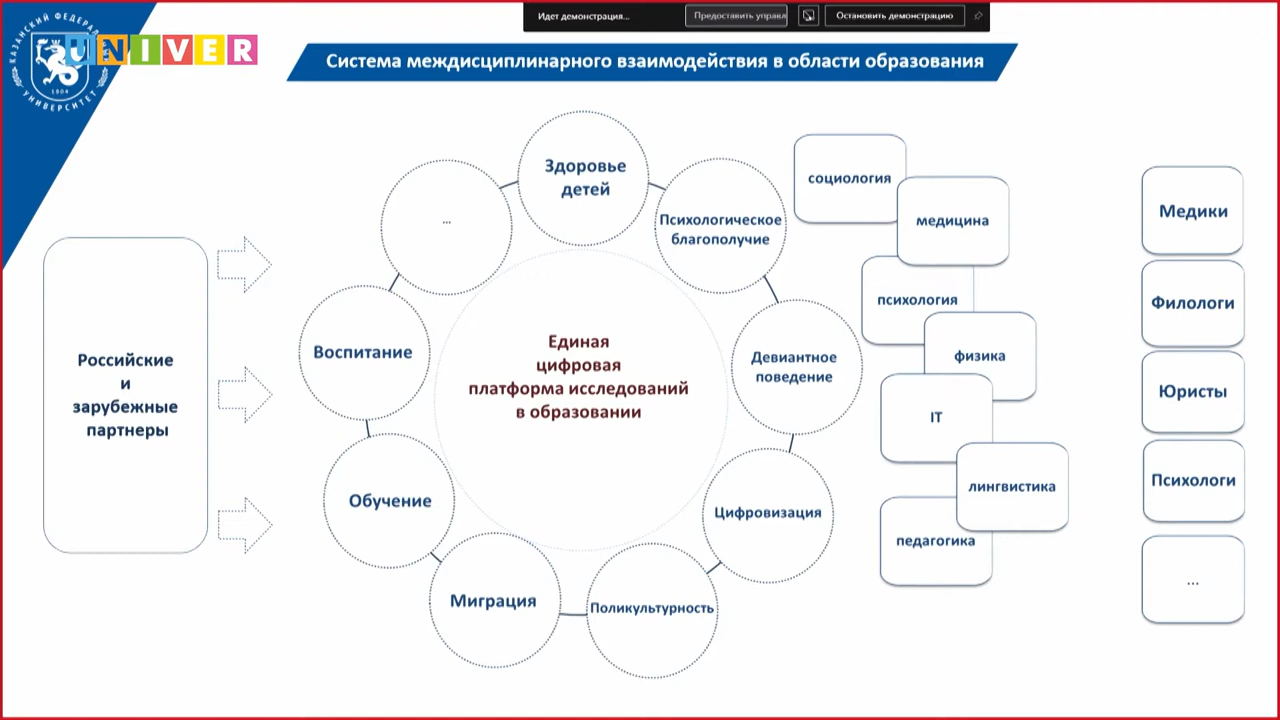 Идет демонстрация...
Предоставить управл
Остановить демонстрацию
КАЗАНСКИЙ ФЕДЕРАЛ
УНИВЕРСИТЕТ
1804
UNIVER
Система междисциплинарного взаимодействия в области образования
Российские
и
зарубежные
партнеры
Здоровье
детей
...
Психологическое
благополучие
Воспитание
Девиантное
поведение
Единая
цифровая
платформа исследований
в образовании
Обучение
Цифровизация
Миграция
Поликультурность
социология
медицина
психология
физика
IT
лингвистика
педагогика
Медики
Филологи
Юристы
Психологи
...